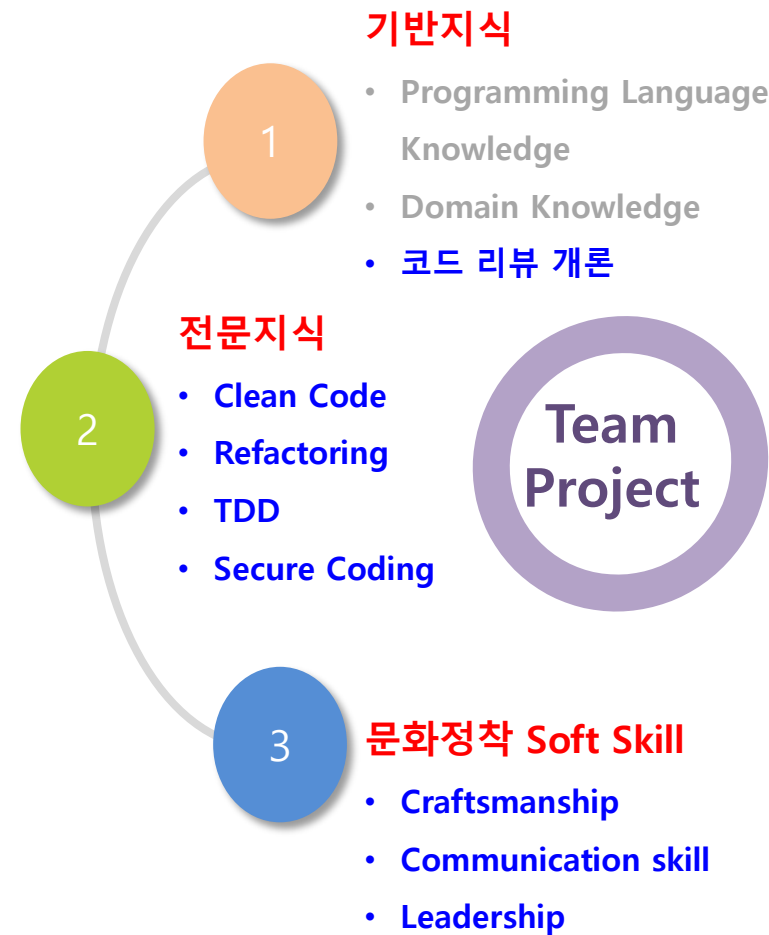 기반지식
1
• Programming Language
Knowledge
• Domain Knowledge
• 코드 리뷰 개론
전문지식
2
• Clean Code
• Refactoring
• TDD
• Secure Coding
Team
Project
3
문화정착 Soft Skill
• Craftsmanship
• Communication skill
• Leadership